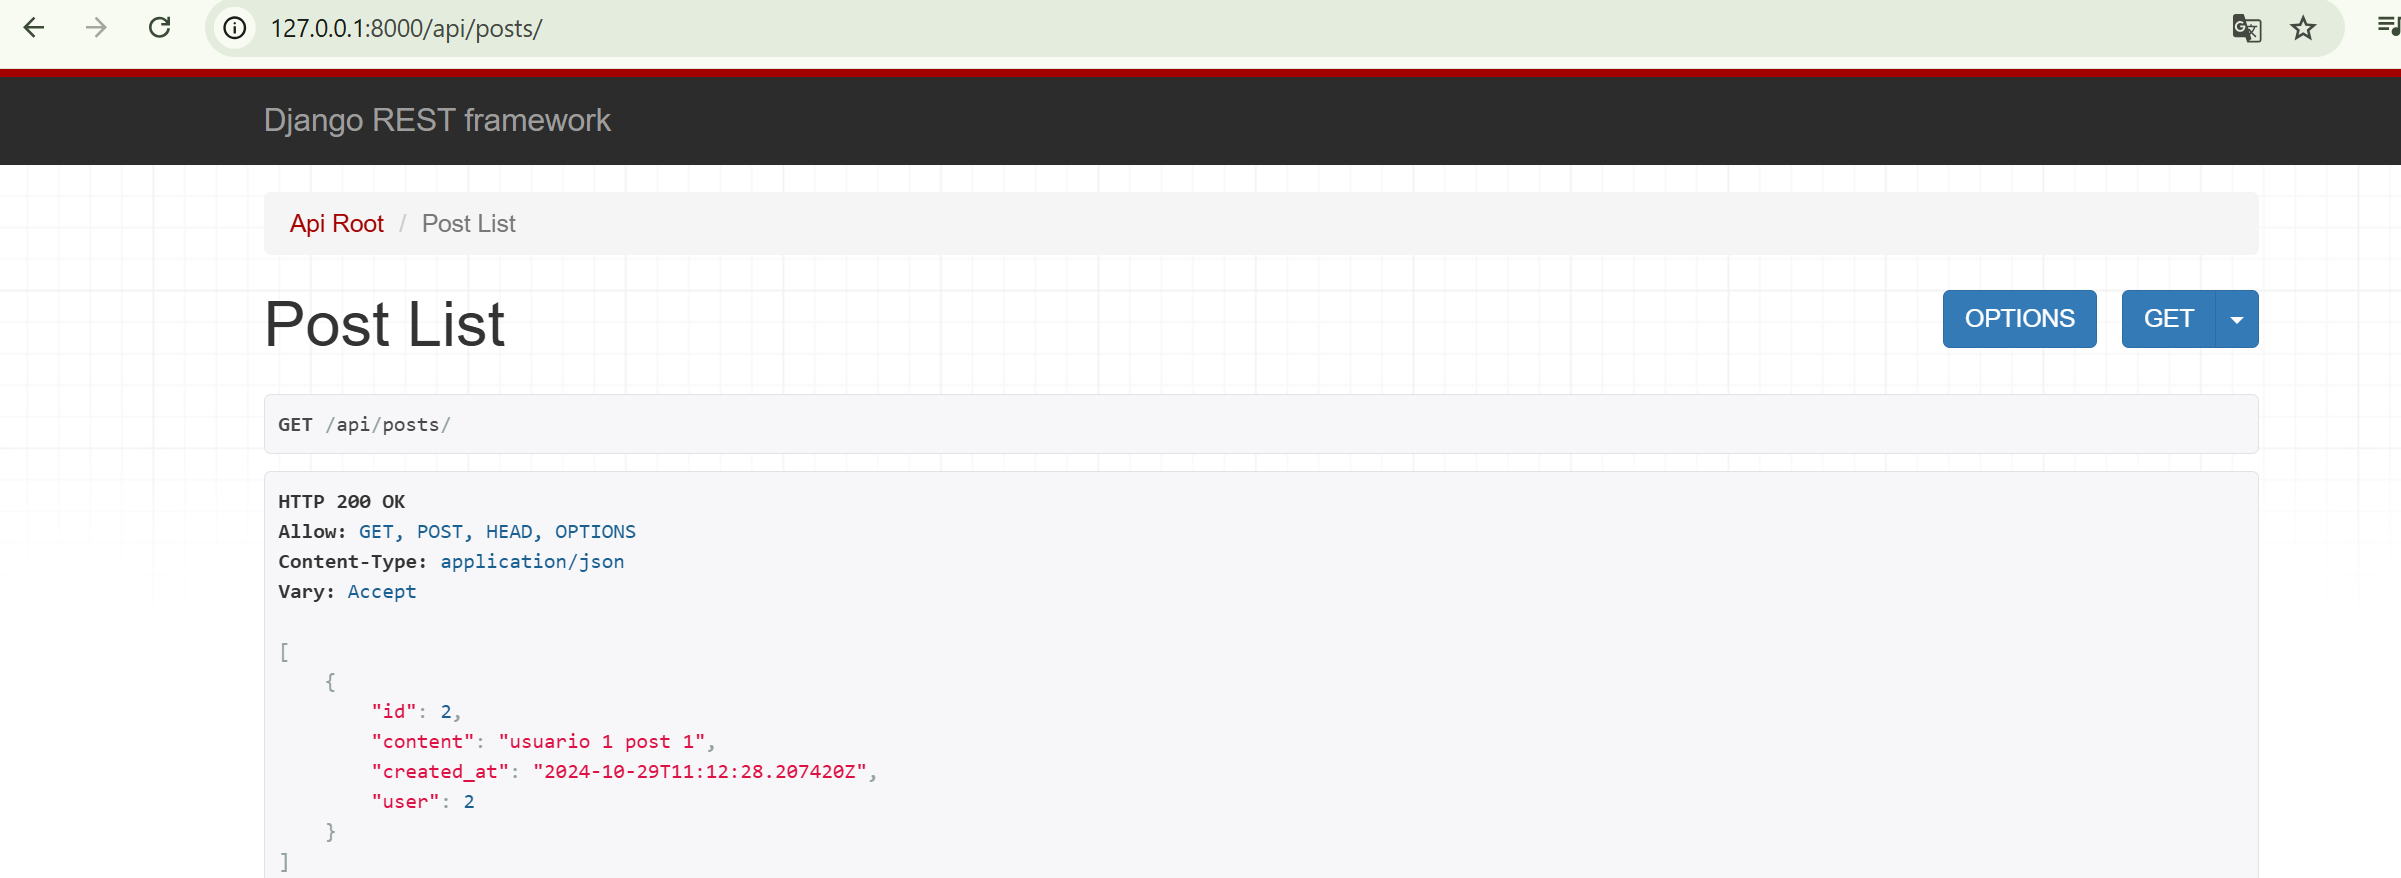 127.0.0.1:8000/api/posts/
Django REST framework
Api Root / Post List
Post List
OPTIONS
GET
GET /api/posts/
HTTP 200 OK
Allow: GET, POST, HEAD, OPTIONS
Content-Type: application/json
Vary: Accept
[
    {
        "id": 2,
        "content": "usuario 1 post 1",
        "created_at": "2024-10-29T11:12:28.207420Z",
        "user": 2
    }
]